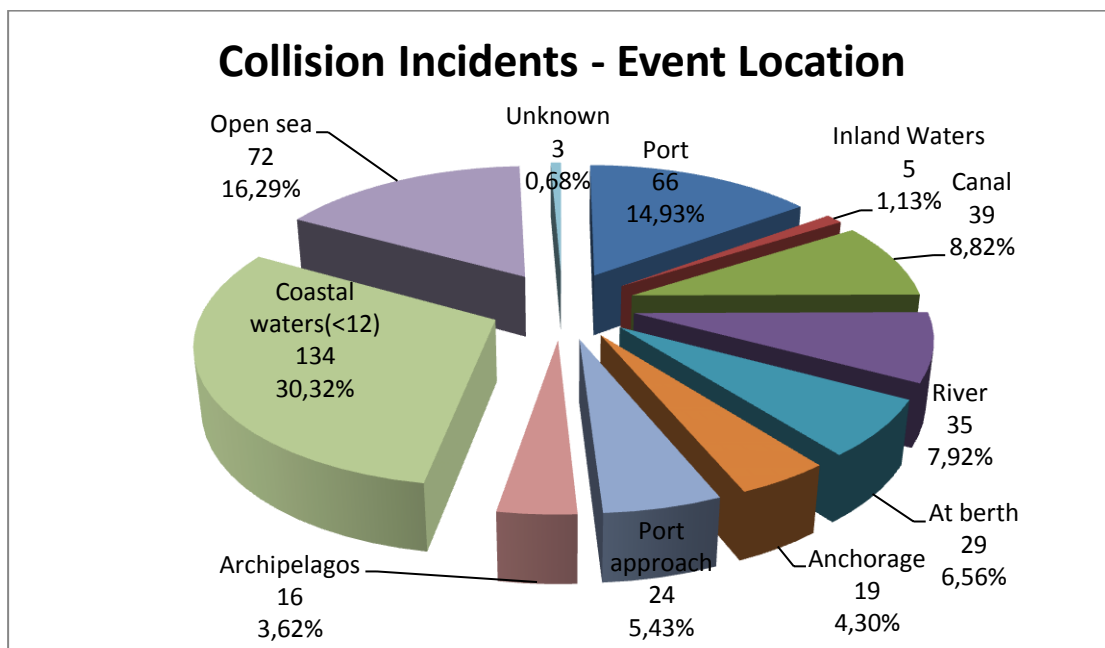 Collision Incidents - Event Location
Unknown
3
0,68%
Port
66
14,93%
Inland Waters
5
1,13%
Canal
39
8,82%
River
35
7,92%
At berth
29
6,56%
Anchorage
19
4,30%
Port
approach
24
5,43%
Archipelagos
16
3,62%
Coastal
waters(<12)
134
30,32%
Open sea
72
16,29%